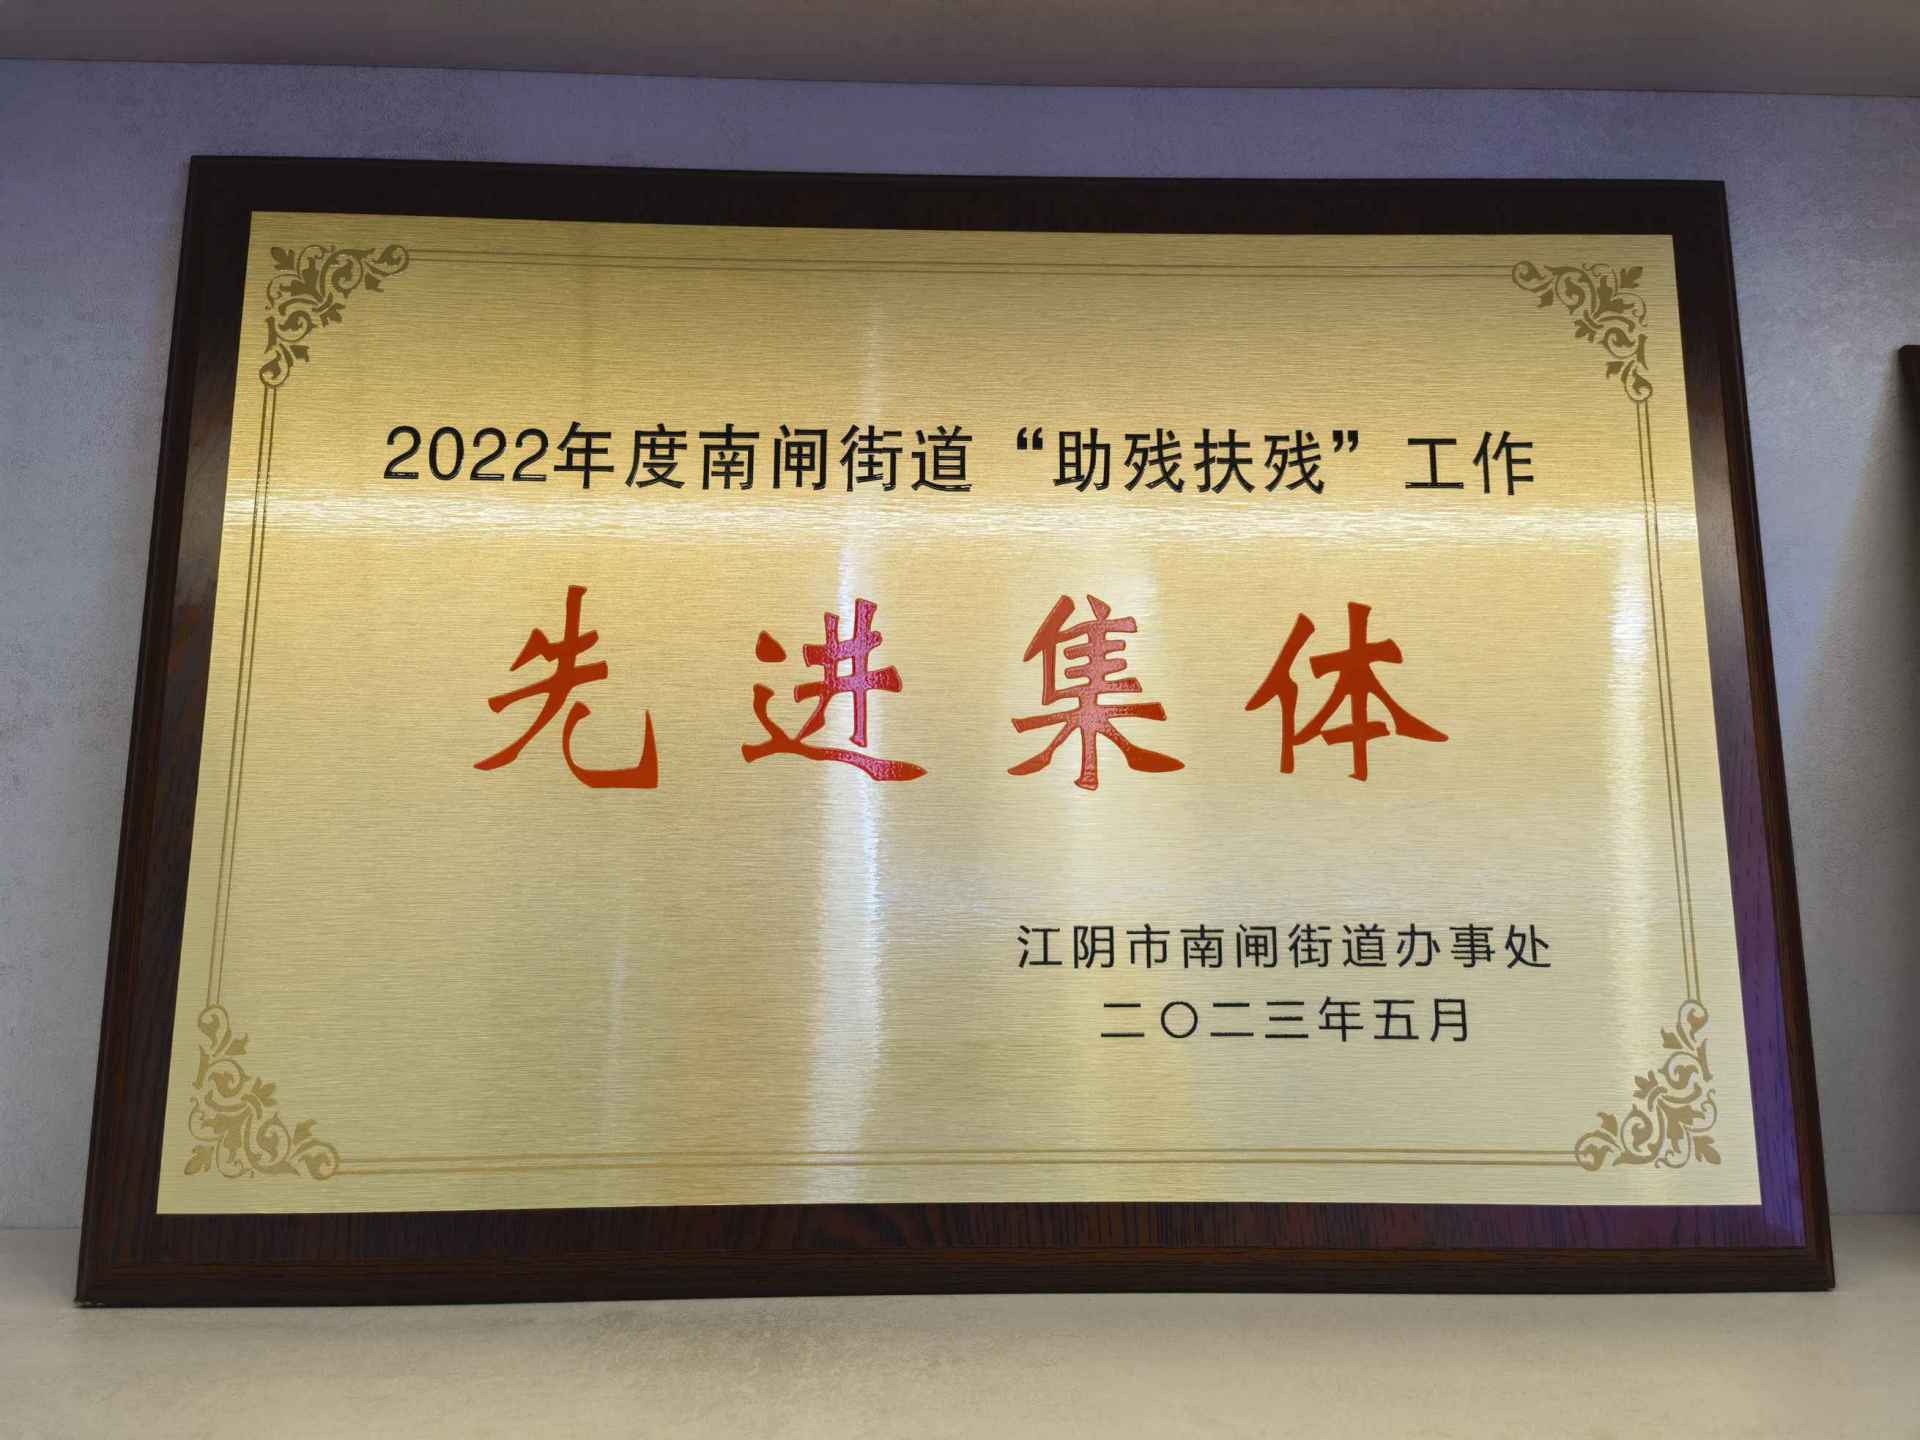 2022年度南闸街道“助残扶残”工作
先进集体
江阴市南闸街道办事处
二〇二三年五月